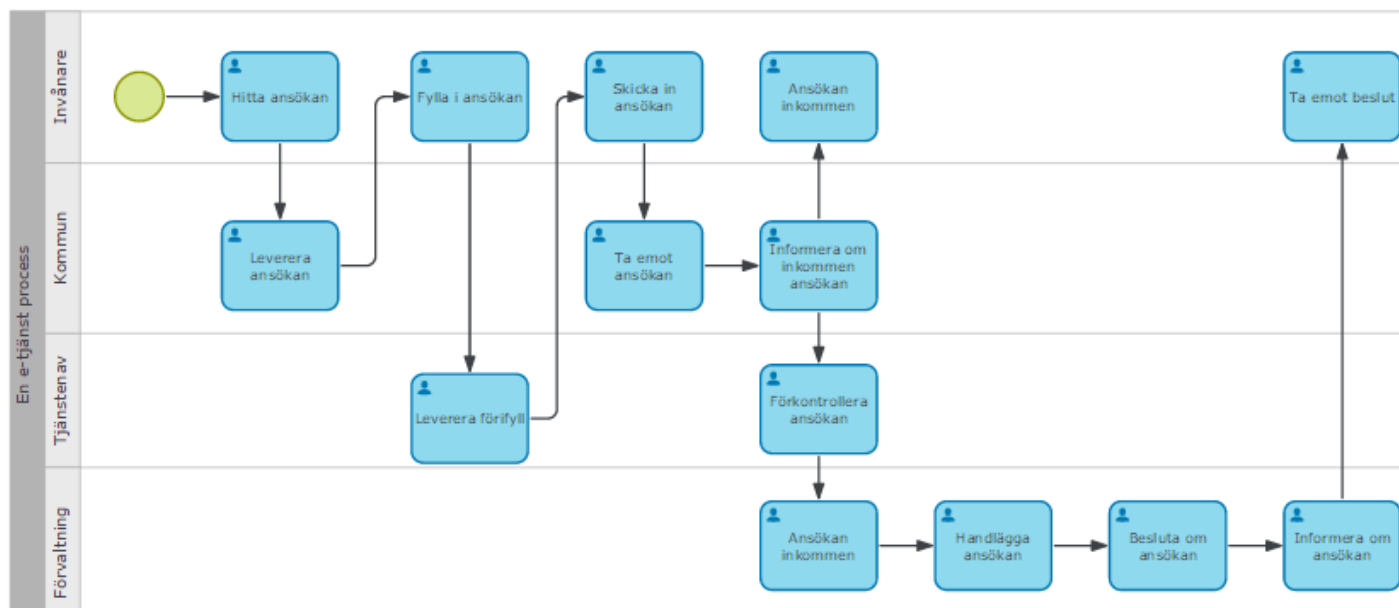 En e-tjänst process
Invånare
Hitta ansökan
Fylla i ansökan
Skicka in
ansökan
Ansökan
inkommen
Ta emot beslut
Kommun
Leverera
ansökan
Ta emot
ansökan
Informera om
inkommen
ansökan
Tjänstenav
Leverera förifyll
Förkontrollera
ansökan
Förvaltning
Ansökan
inkommen
Handlägga
ansökan
Besluta om
ansökan
Informera om
ansökan